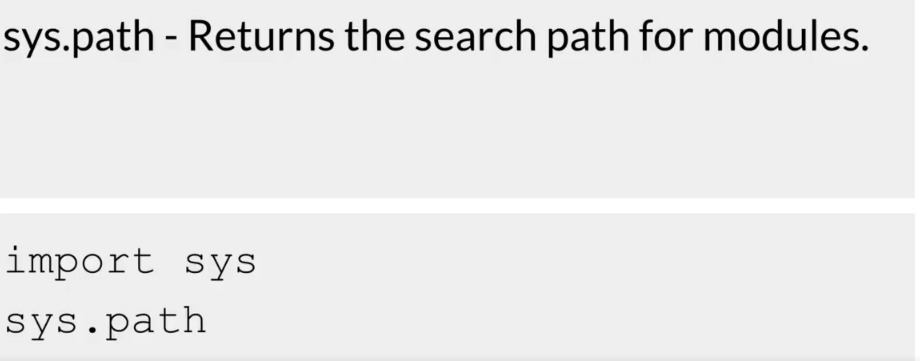 sys.path - Returns the search path for modules.
import sys
sys.path